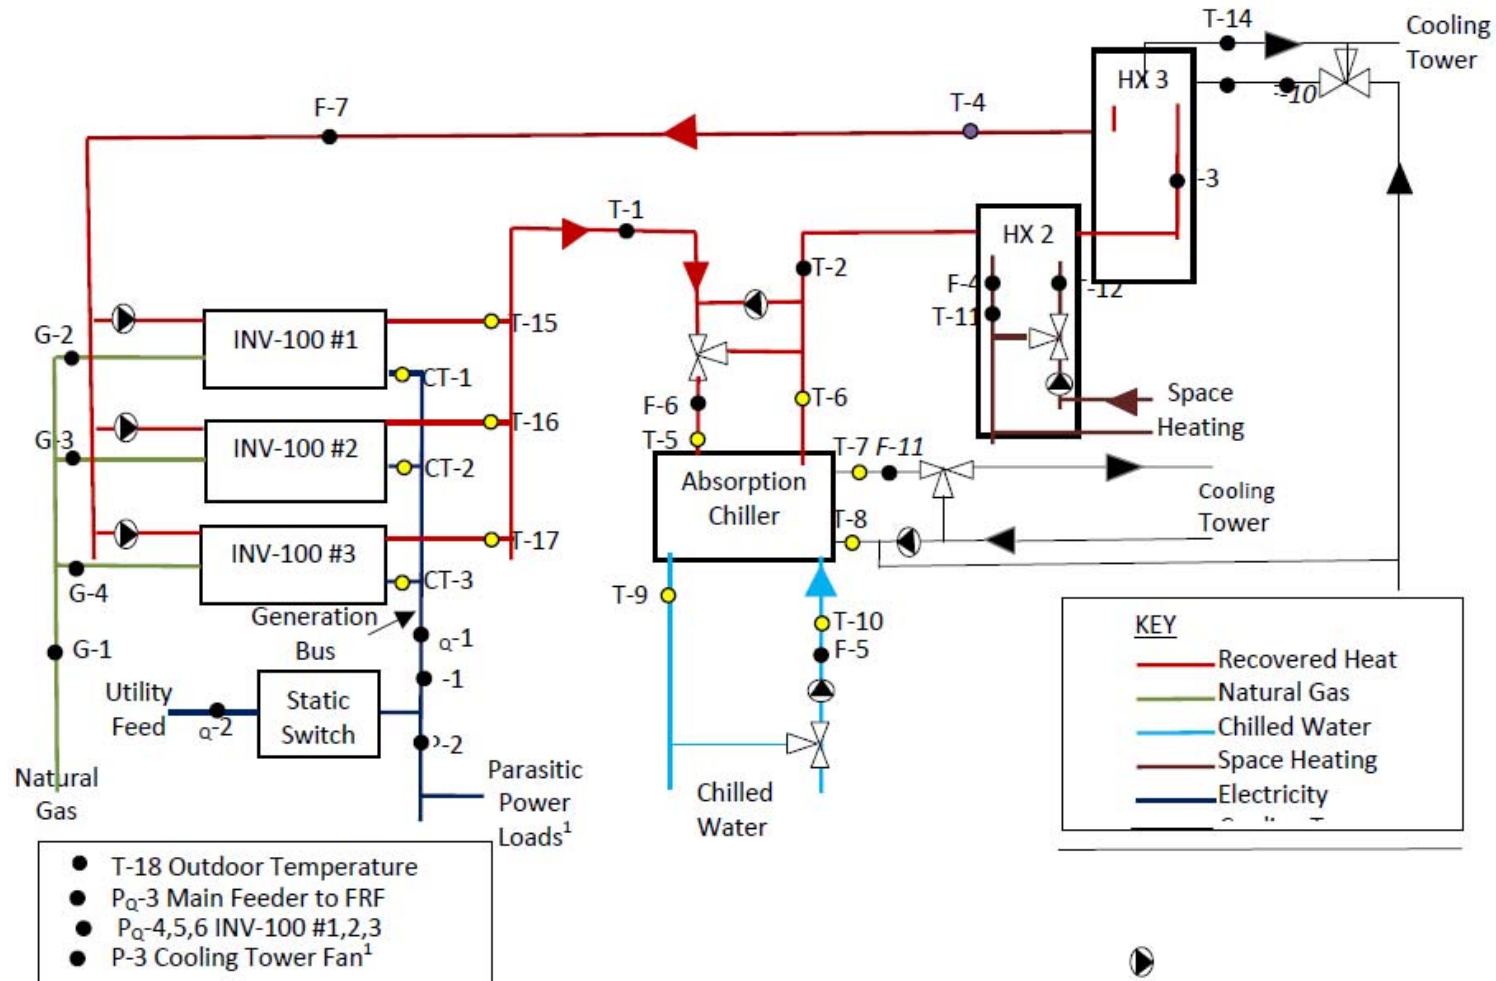 T-14
Cooling
Tower
HX 3
-10
F-7
T-4
-3
T-1
HX 2
T-2
F-4
-12
T-11
G-2
INV-100 #1
T-15
CT-1
Space
Heating
F-6
T-6
T-5
G-3
INV-100 #2
T-16
CT-2
T-7 F-11
Absorption
Chiller
Cooling
Tower
T-8
INV-100 #3
T-17
CT-3
G-4
T-9
Generation
Bus
T-10
F-5
Q-1
G-1
-1
Utility
Feed
Q-2
Static
Switch
-2
Natural
Gas
Parasitic
Power
Loads1
Chilled
Water
KEY
Recovered Heat
Natural Gas
Chilled Water
Space Heating
Electricity
T-18 Outdoor Temperature
PQ-3 Main Feeder to FRF
PQ-4,5,6 INV-100 #1,2,3
P-3 Cooling Tower Fan1